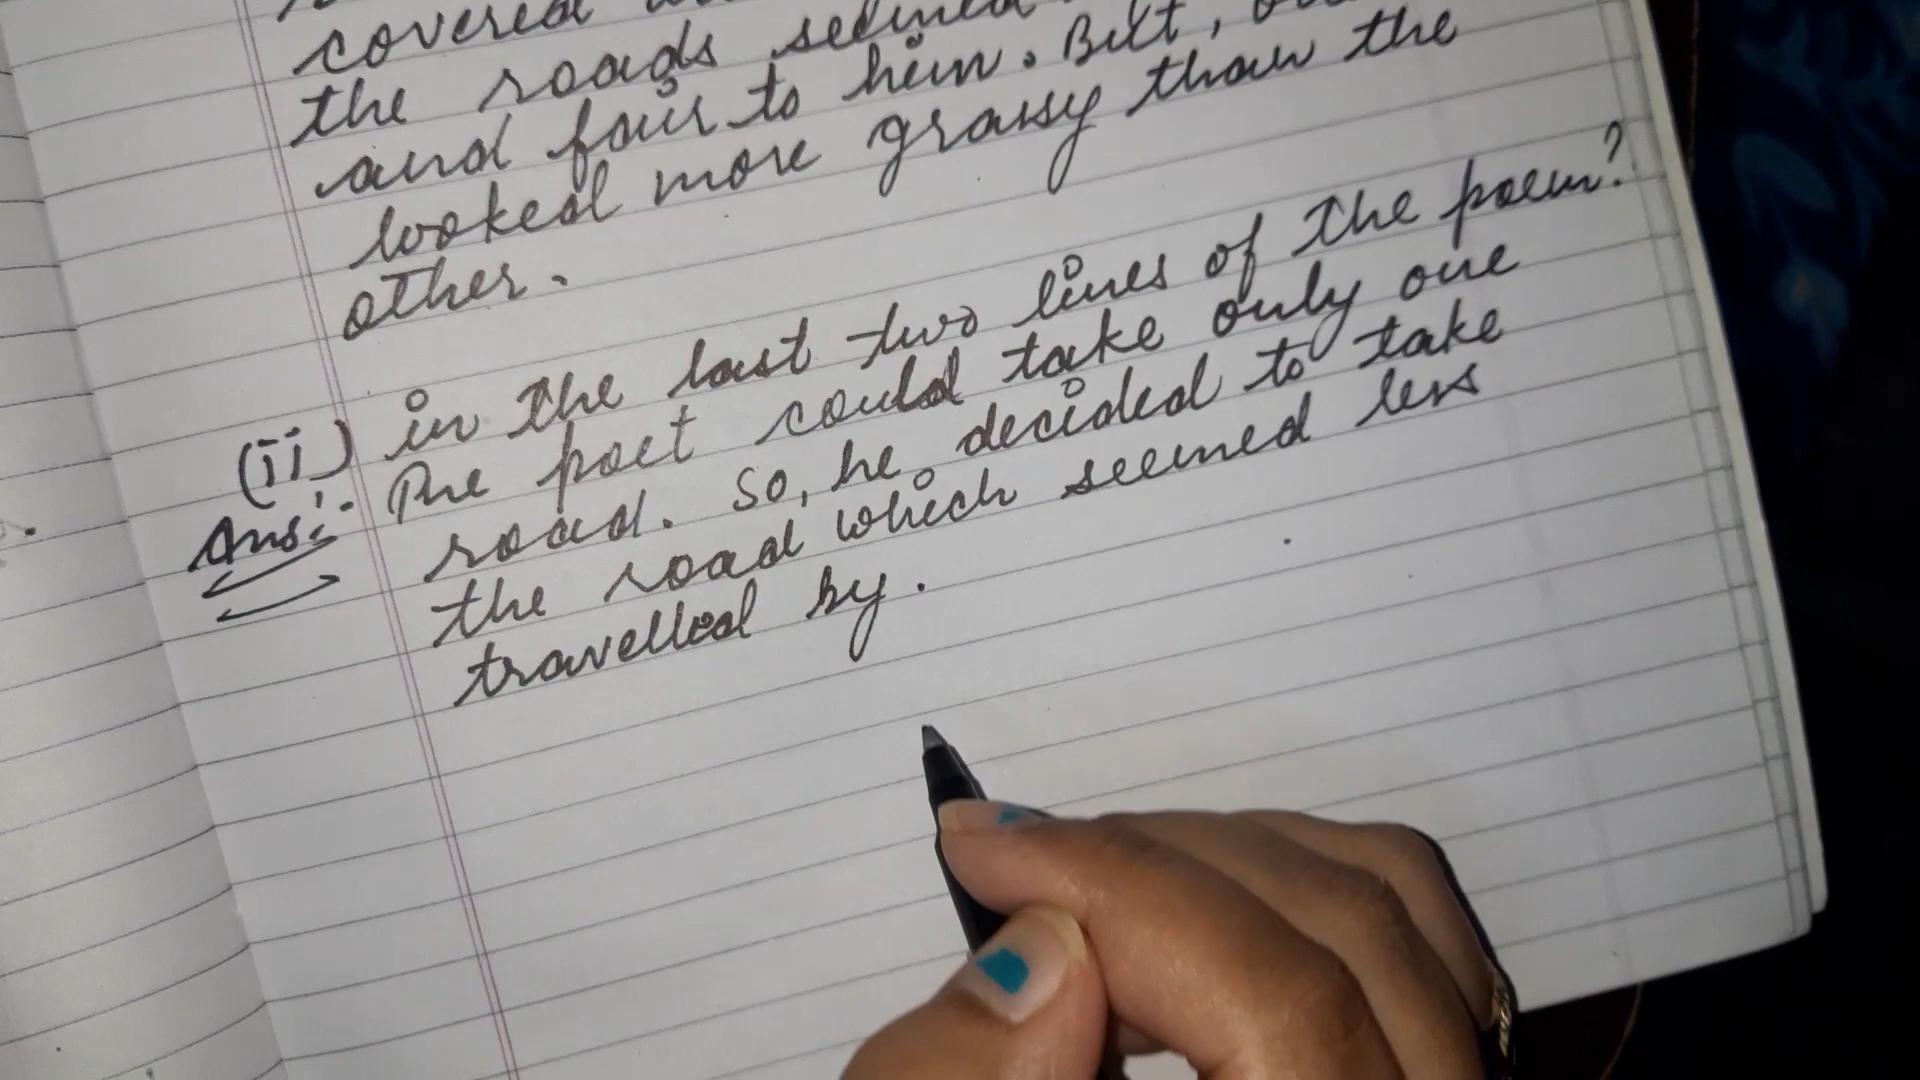 covered
the roads seemed
and fair to him. But,
looked more grassy than the
other.
(ii) in the last two lines of the poem?
Ans:- The poet could take only one
road. So, he decided to take
the road which seemed less
travelled by.